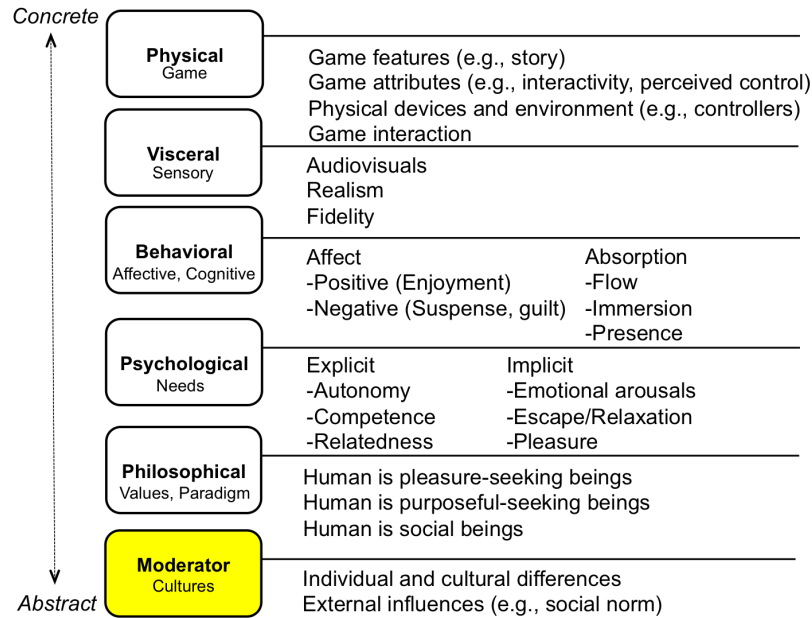 Concrete
Physical
Game
Game features (e.g., story)
Game attributes (e.g., interactivity, perceived control)
Physical devices and environment (e.g., controllers)
Game interaction
Visceral
Sensory
Audiovisuals
Realism
Fidelity
Behavioral
Affective, Cognitive
Affect
-Positive (Enjoyment)
-Negative (Suspense, guilt)
Absorption
-Flow
-Immersion
-Presence
Psychological
Needs
Explicit
-Autonomy
-Competence
-Relatedness
Implicit
-Emotional arousals
-Escape/Relaxation
-Pleasure
Philosophical
Values, Paradigm
Human is pleasure-seeking beings
Human is purposeful-seeking beings
Human is social beings
Moderator
Cultures
Individual and cultural differences
External influences (e.g., social norm)
Abstract